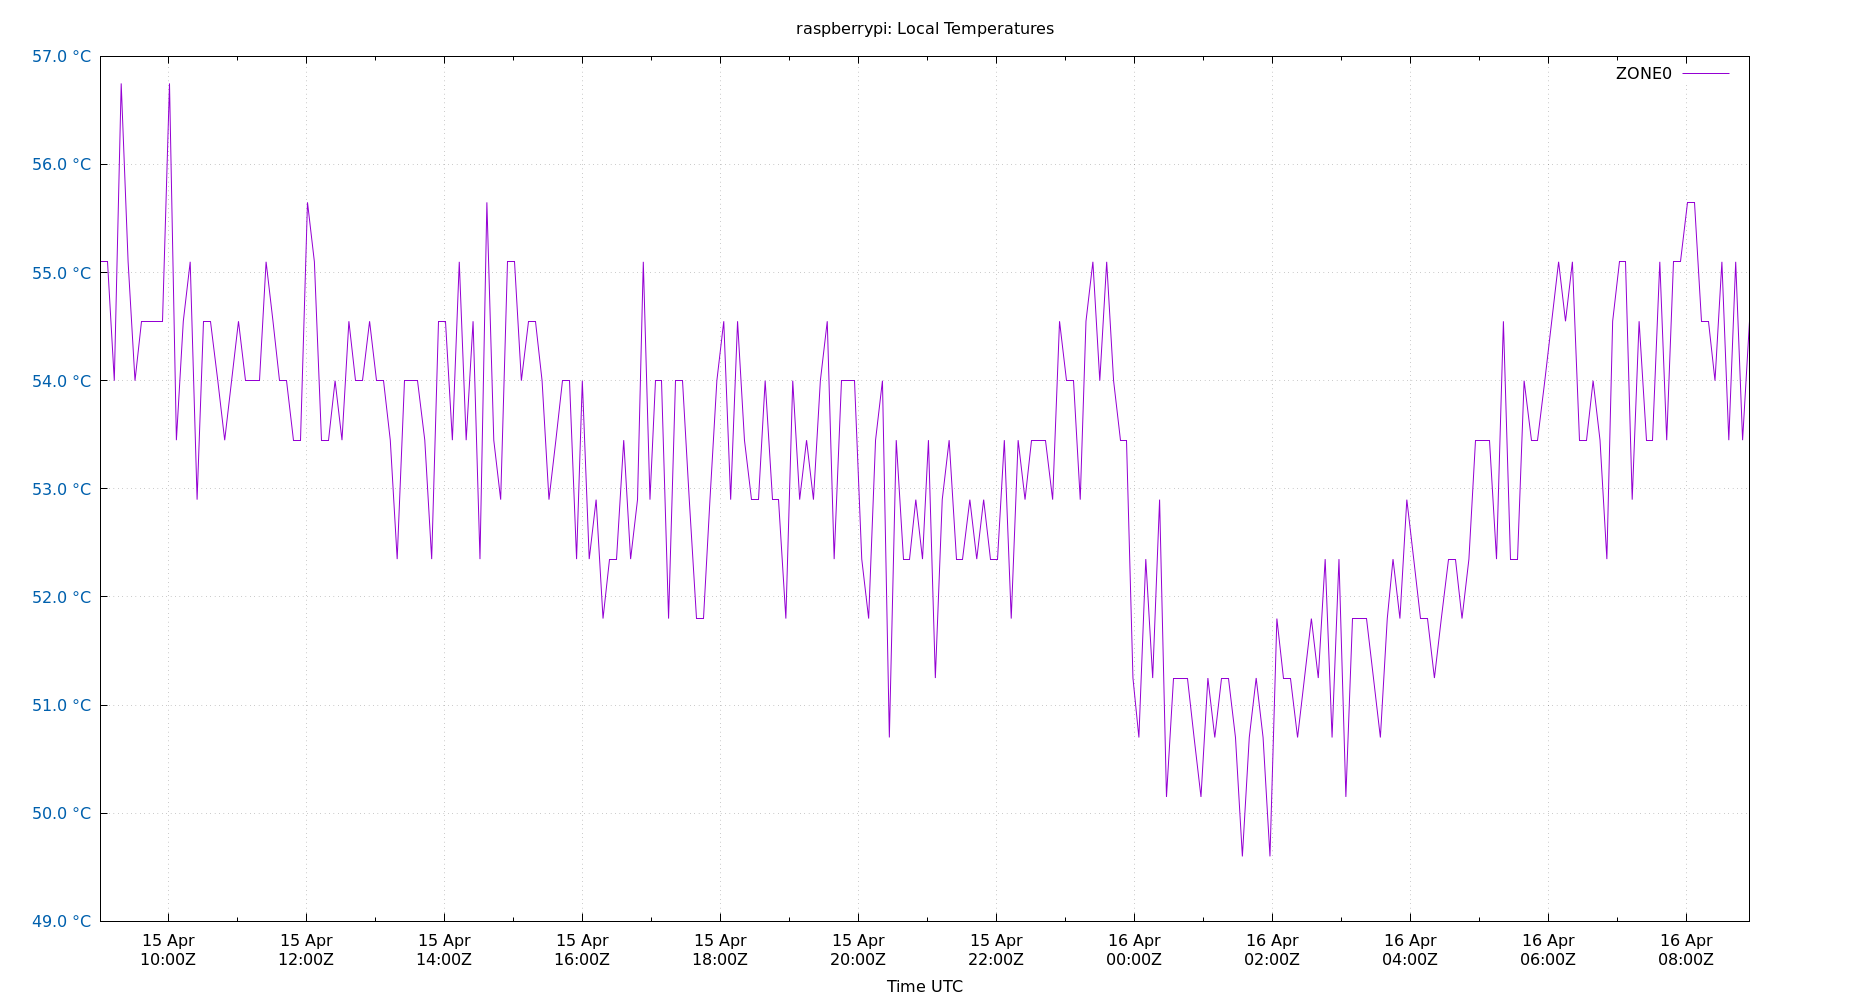 raspberrypi: Local Temperatures
57.0 °C
ZONE0
56.0 °C
55.0 °C
54.0 °C
53.0 °C
52.0 °C
51.0 °C
50.0 °C
49.0 °C
15 Apr 15 Apr 15 Apr 15 Apr 15 Apr 15 Apr 15 Apr 16 Apr 16 Apr 16 Apr 16 Apr 16 Apr
10:00Z 12:00Z 14:00Z 16:00Z 18:00Z 20:00Z 22:00Z 00:00Z 02:00Z 04:00Z 06:00Z 08:00Z
Time UTC